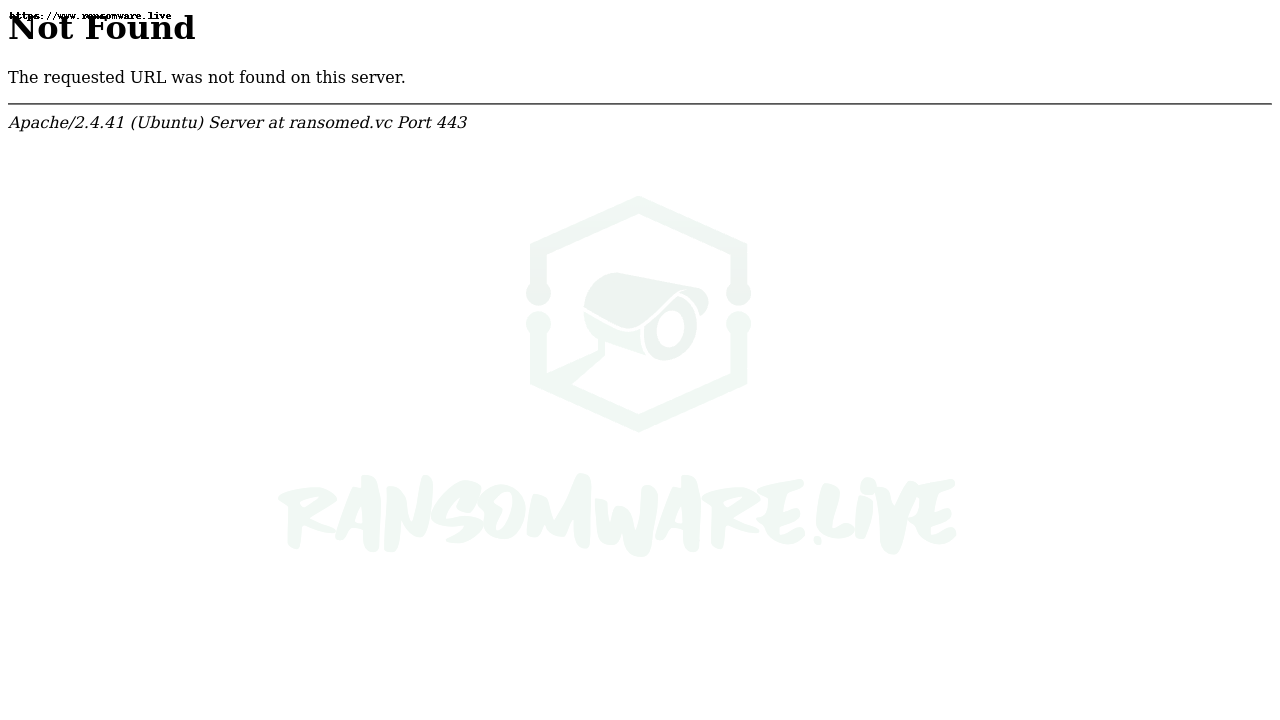 https://www.ransomware.live
Not Found
The requested URL was not found on this server.
Apache/2.4.41 (Ubuntu) Server at ransomed.vc Port 443
RANSOMWARE.LIVE